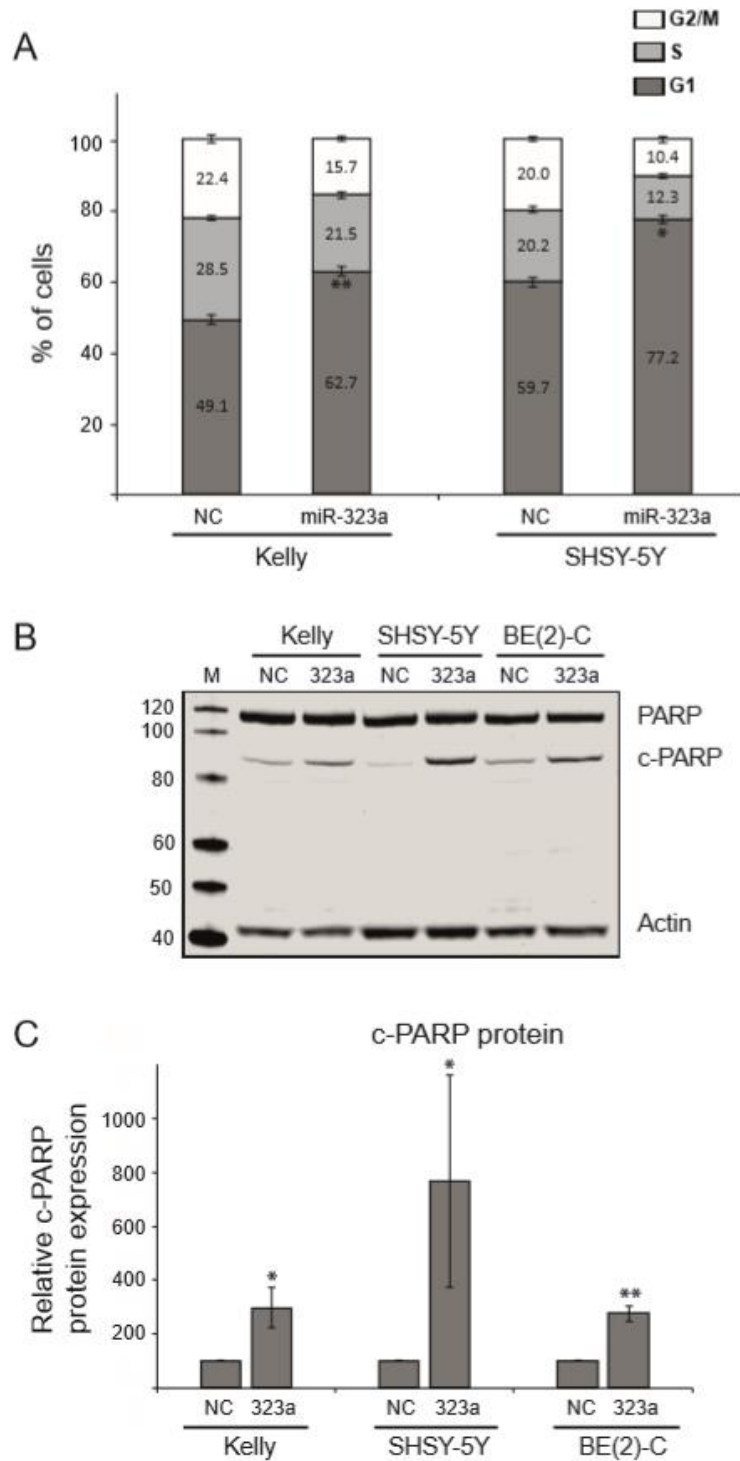 A
G2/M
S
G1
% of cells
100
80
60
40
20
22.4
28.5
49.1
15.7
21.5
**
62.7
20.0
20.2
59.7
10.4
12.3
*
77.2
NC miR-323a NC miR-323a
Kelly SHSY-5Y
B
Kelly SHSY-5Y BE(2)-C
M NC 323a NC 323a NC 323a
120
100
80
60
50
40
PARP
c-PARP
Actin
C
c-PARP protein
Relative c-PARP
protein expression
1000
800
600
400
200
*
*
**
NC 323a NC 323a NC 323a
Kelly SHSY-5Y BE(2)-C